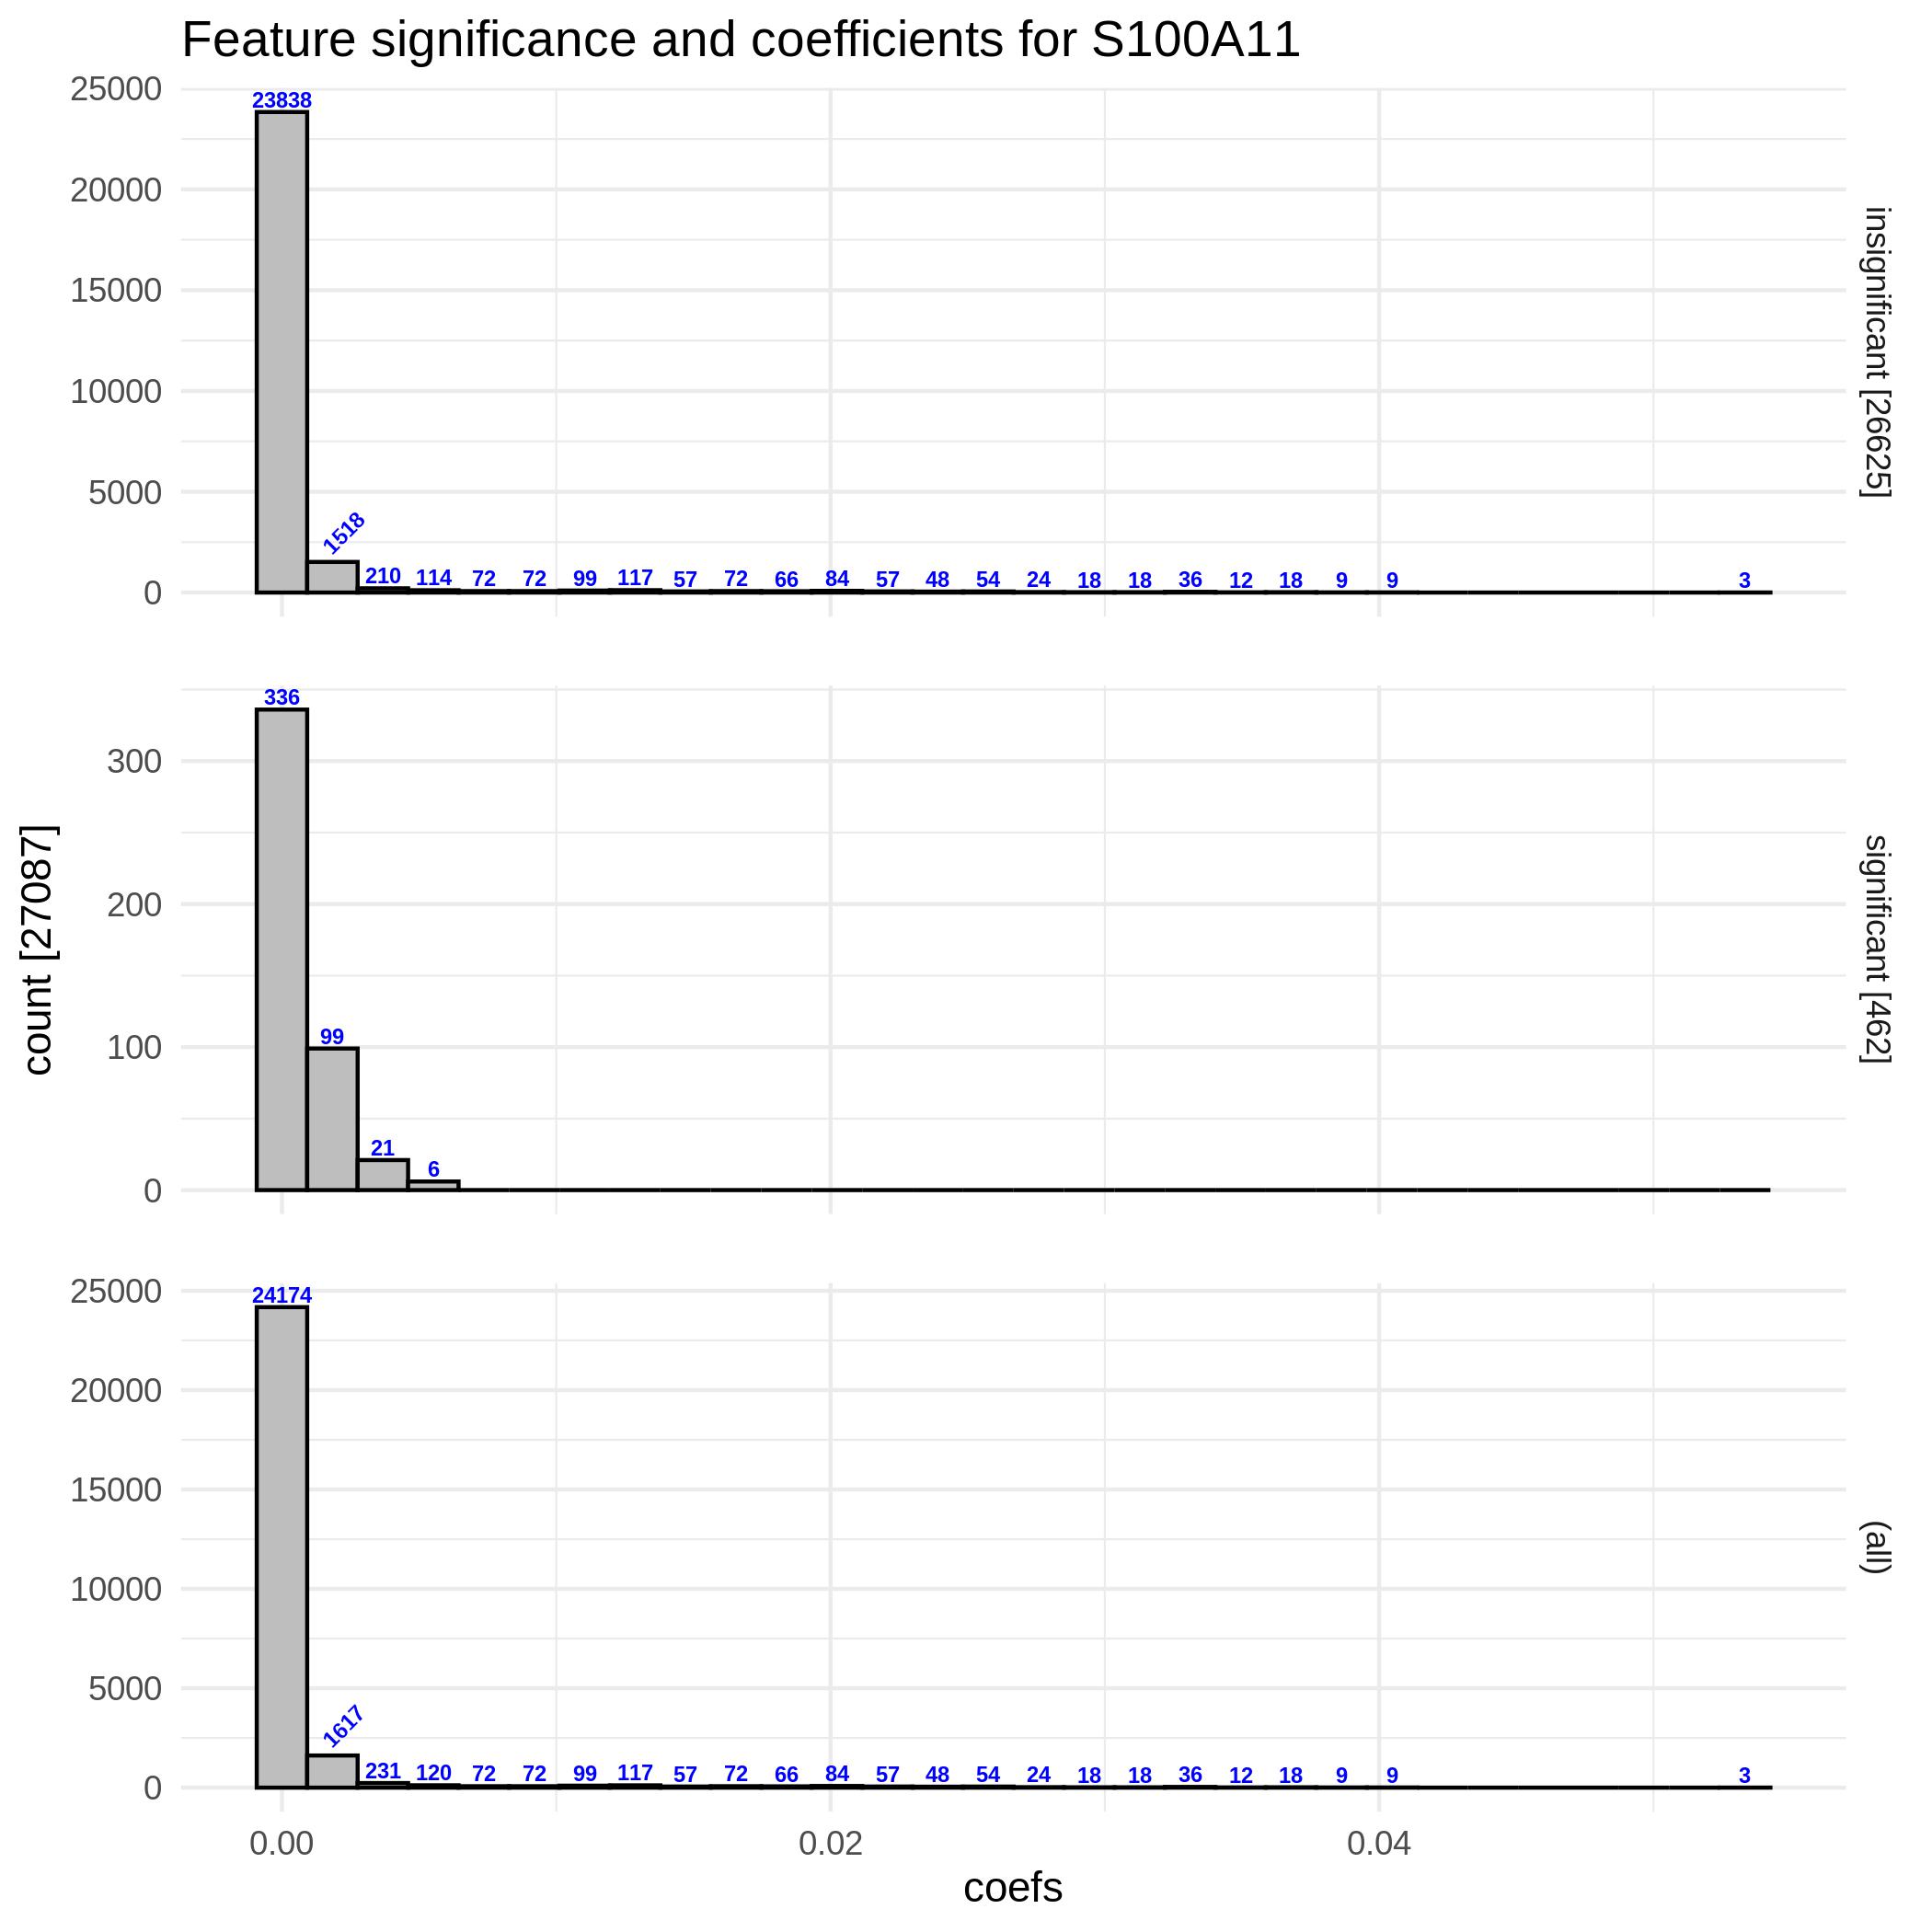 Feature significance and coefficients for S100A11
25000
20000
15000
10000
5000
0
23838
1518
210 114 72 72 99 117 57 72 66 84 57 48 54 24 18 18 36 12 18 9 9 3
insignificant [26625]
count [27087]
300
200
100
0
336
99
21
6
significant [462]
25000
20000
15000
10000
5000
0
24174
1617
231 120 72 72 99 117 57 72 66 84 57 48 54 24 18 18 36 12 18 9 9 3
(all)
0.00 0.02 0.04
coefs